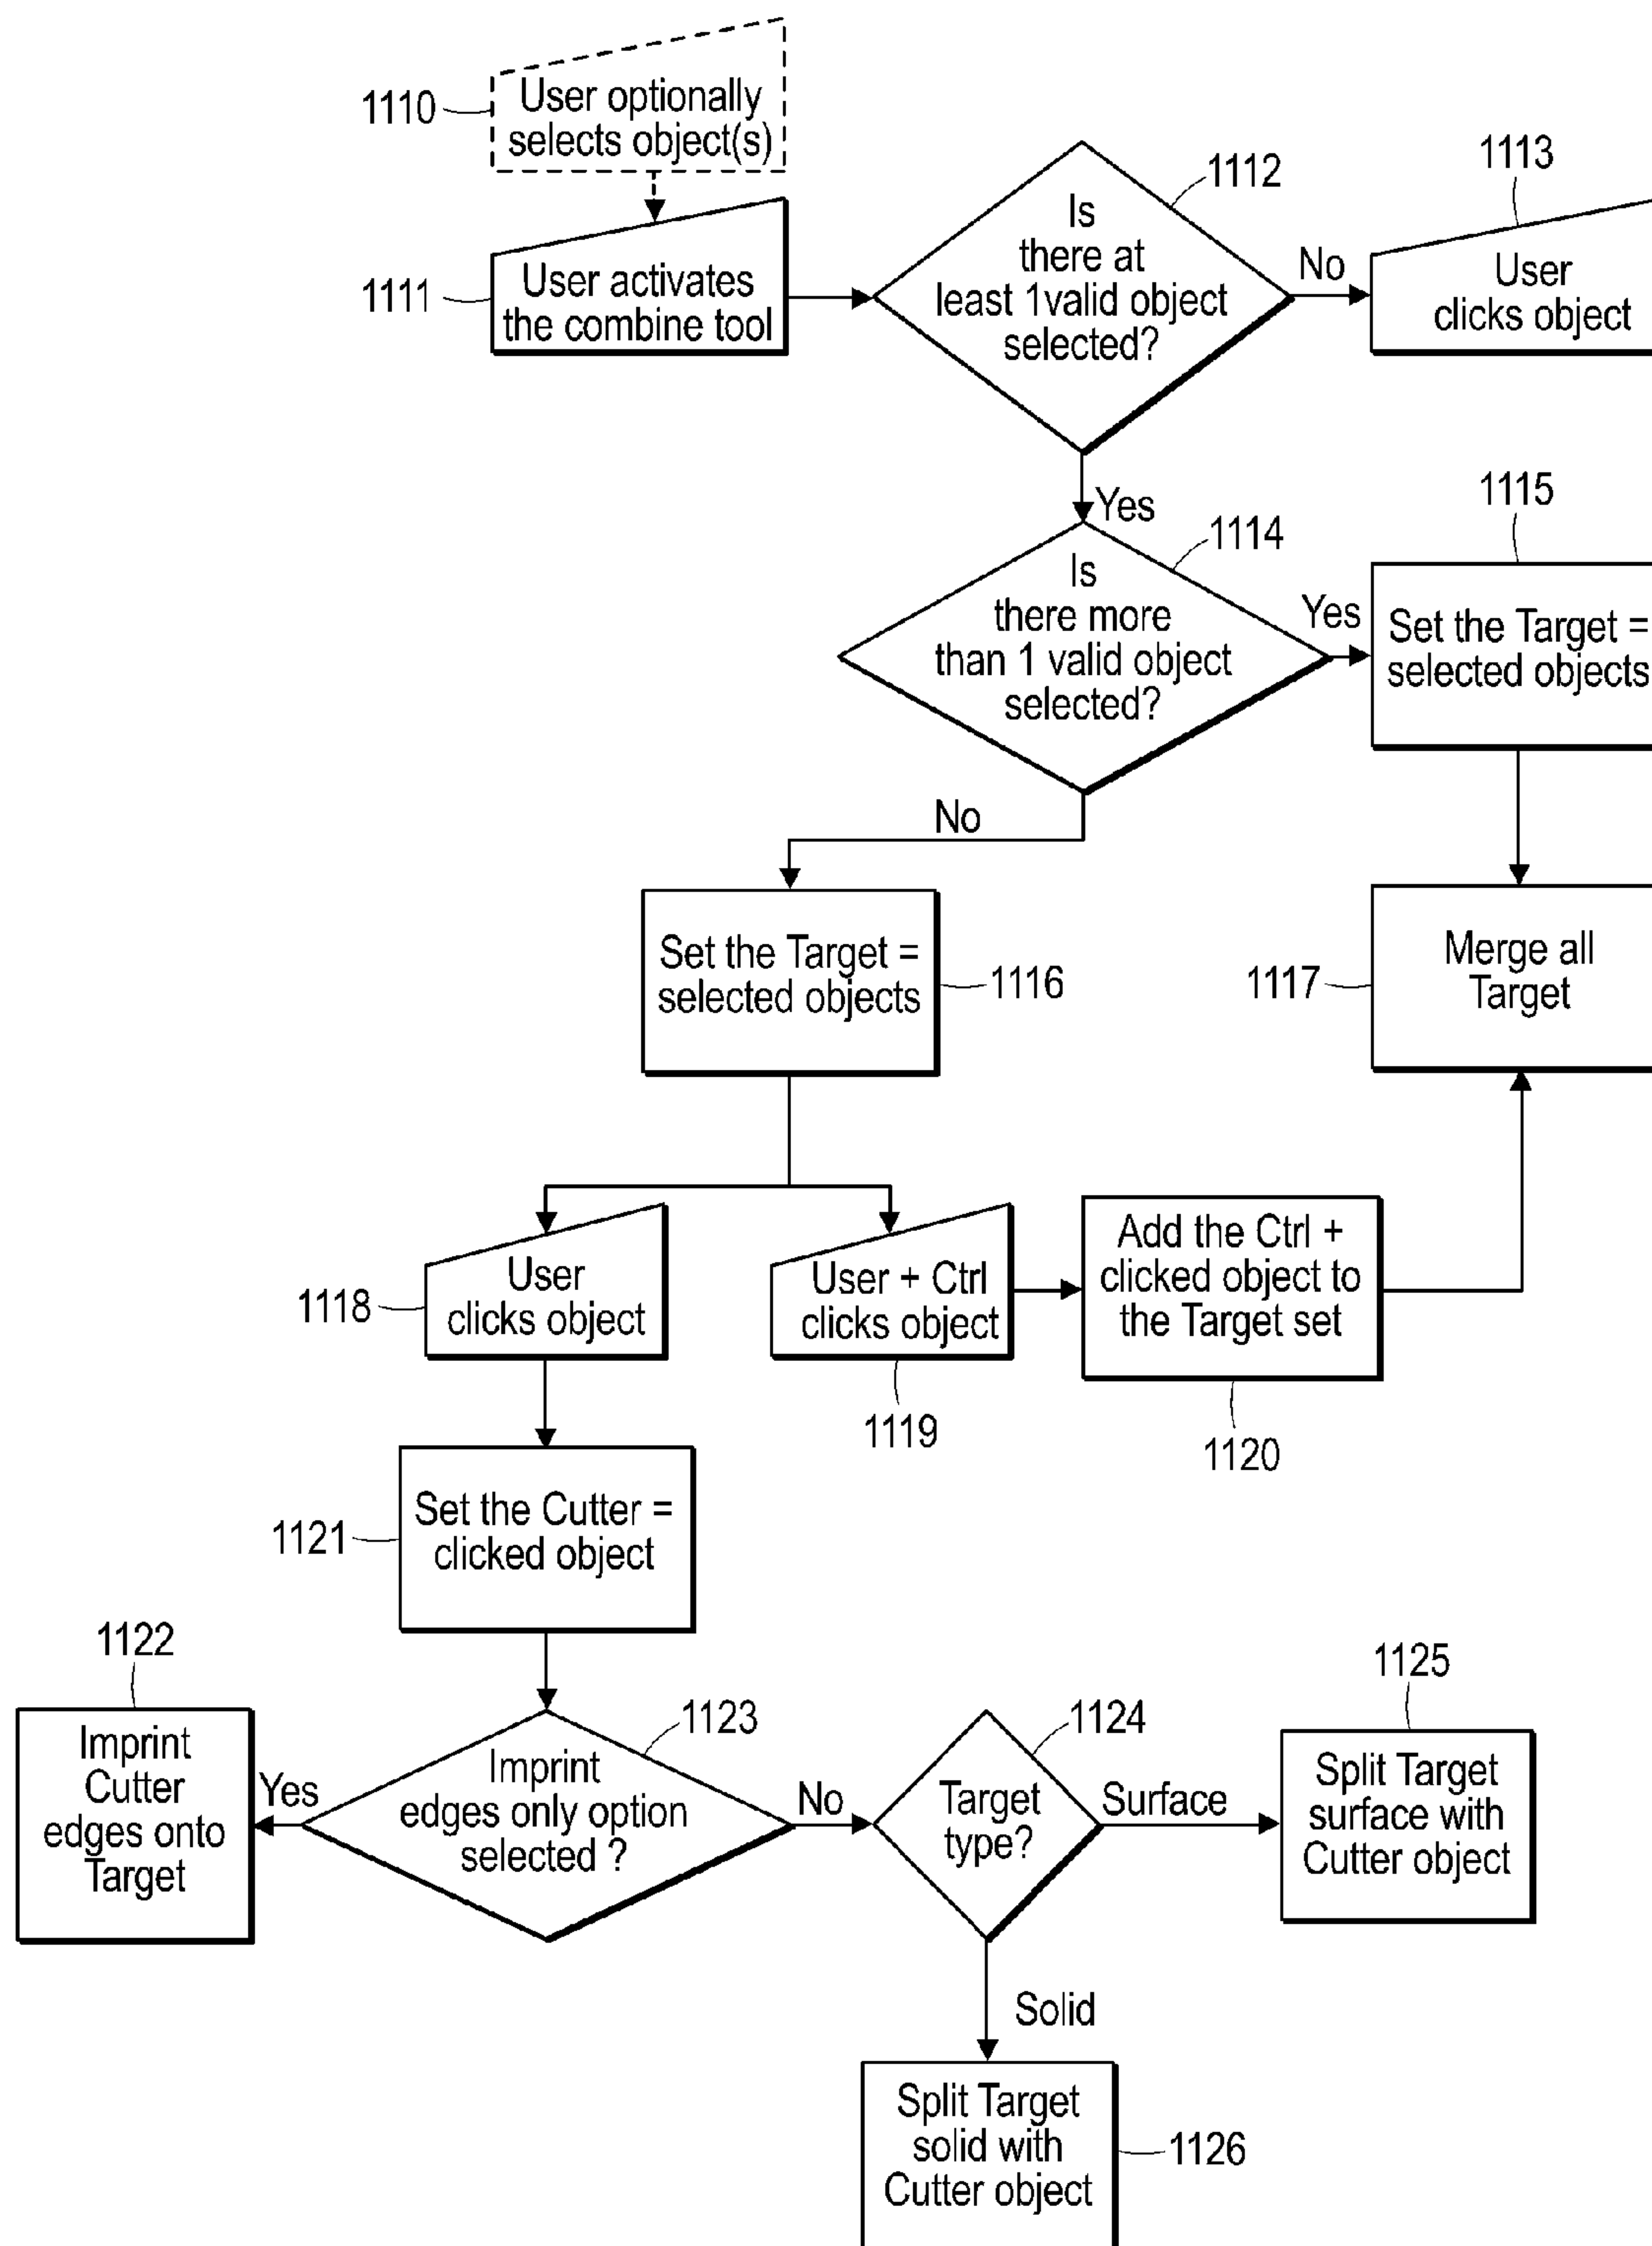 1110
User optionally
selects object(s)
1111
User activates
the combine tool
1112
Is
there at
least 1valid object
selected?
No
1113
User
clicks object
Yes
1114
Is
there more
than 1 valid object
selected?
Yes
1115
Set the Target =
selected objects
No
Set the Target =
selected objects
1116
1117
Merge all
Target
1118
User
clicks object
User + Ctrl
clicks object
1119
Add the Ctrl +
clicked object to
the Target set
1120
1121
Set the Cutter =
clicked object
1122
Imprint
Cutter
edges onto
Target
Yes
1123
Imprint
edges only option
selected ?
No
1124
Target
type?
Surface
1125
Split Target
surface with
Cutter object
Solid
Split Target
solid with
Cutter object
1126